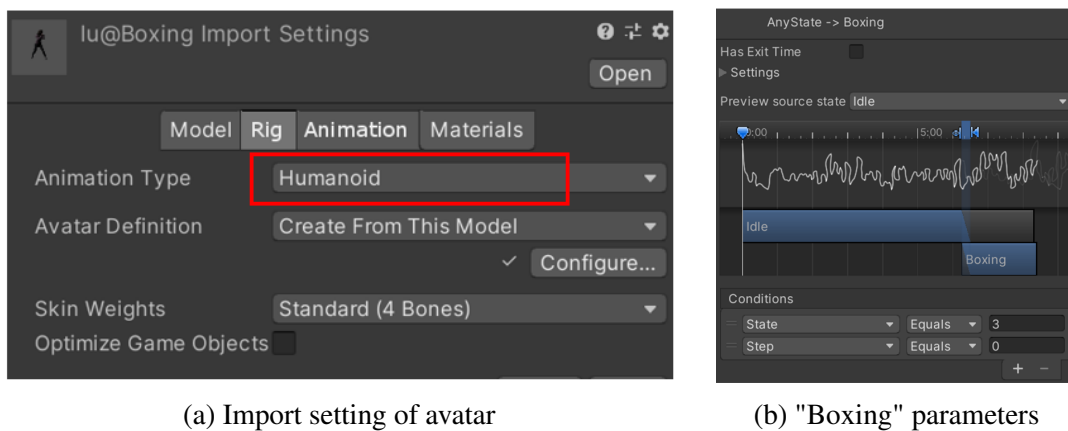 lu@Boxing Import Settings
Open
Model Rig Animation Materials
Animation Type Humanoid
Avatar Definition Create From This Model
Configure...
Skin Weights Standard (4 Bones)
Optimize Game Objects
(a) Import setting of avatar
AnyState -> Boxing
Has Exit Time
Settings
Preview source state Idle
0:00 5:00
Idle
Boxing
Conditions
State Equals 3
Step Equals 0
+ -
(b) "Boxing" parameters